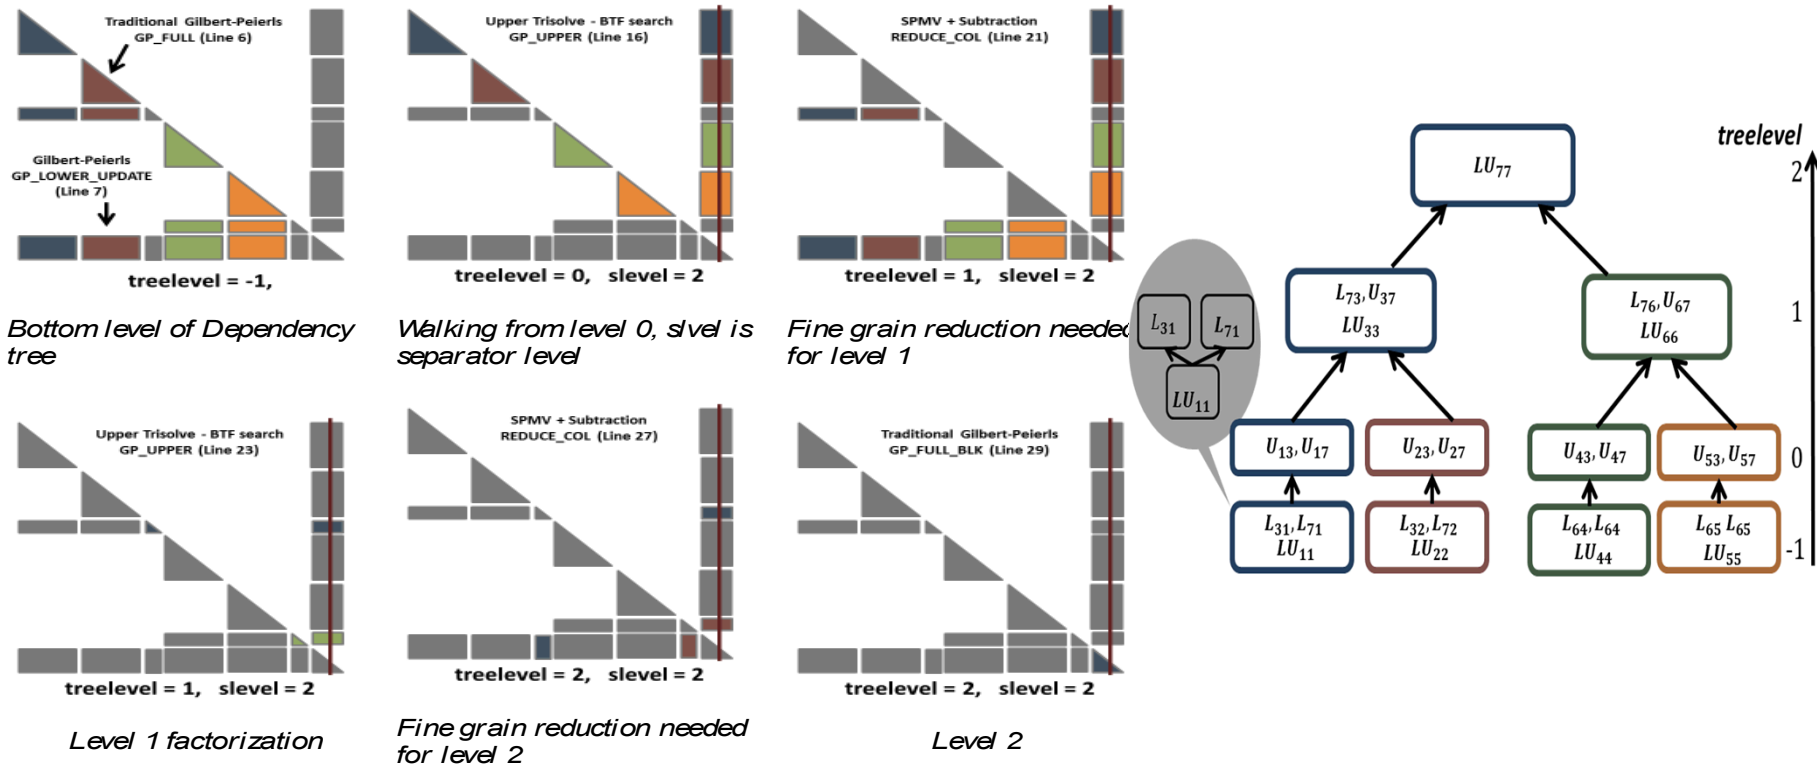 Traditional Gilbert-Peierls
GP_FULL (Line 6)
Gilbert-Peierls
GP_LOWER_UPDATE
(Line 7)
treelevel = -1,
Bottom level of Dependency
tree
Upper Trisolve - BTF search
GP_UPPER (Line 16)
treelevel = 0, slevel = 2
Walking from level 0, slvel is
separator level
SPMV + Subtraction
REDUCE_COL (Line 21)
treelevel = 1, slevel = 2
Fine grain reduction needed
for level 1
Upper Trisolve - BTF search
GP_UPPER (Line 23)
treelevel = 1, slevel = 2
Level 1 factorization
SPMV + Subtraction
REDUCE_COL (Line 27)
treelevel = 2, slevel = 2
Fine grain reduction needed
for level 2
Traditional Gilbert-Peierls
GP_FULL_BLK (Line 29)
treelevel = 2, slevel = 2
Level 2
treelevel
LU77
2
L73, U37
LU33
L76, U67
LU66
1
L31
L71
LU11
U13, U17
U23, U27
U43, U47
U53, U57
0
L31, L71
LU11
L32, L72
LU22
L64, L64
LU44
L65 L65
LU55
-1